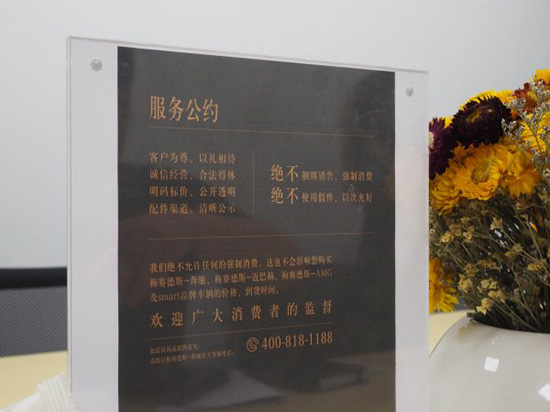 服务公约
客户为尊、以礼相待
诚信经营、合法得体
明码标价、公开透明
配件渠道、清晰公示
绝不 捆绑销售、强制消费
绝不 使用假件、以次充好
我们绝不允许任何的强制消费，这也不会影响您购买
梅赛德斯-奔驰、梅赛德斯-迈巴赫、梅赛德斯-AMG
及smart品牌车辆的价格、到货时间。
欢迎广大消费者的监督
400-818-1188